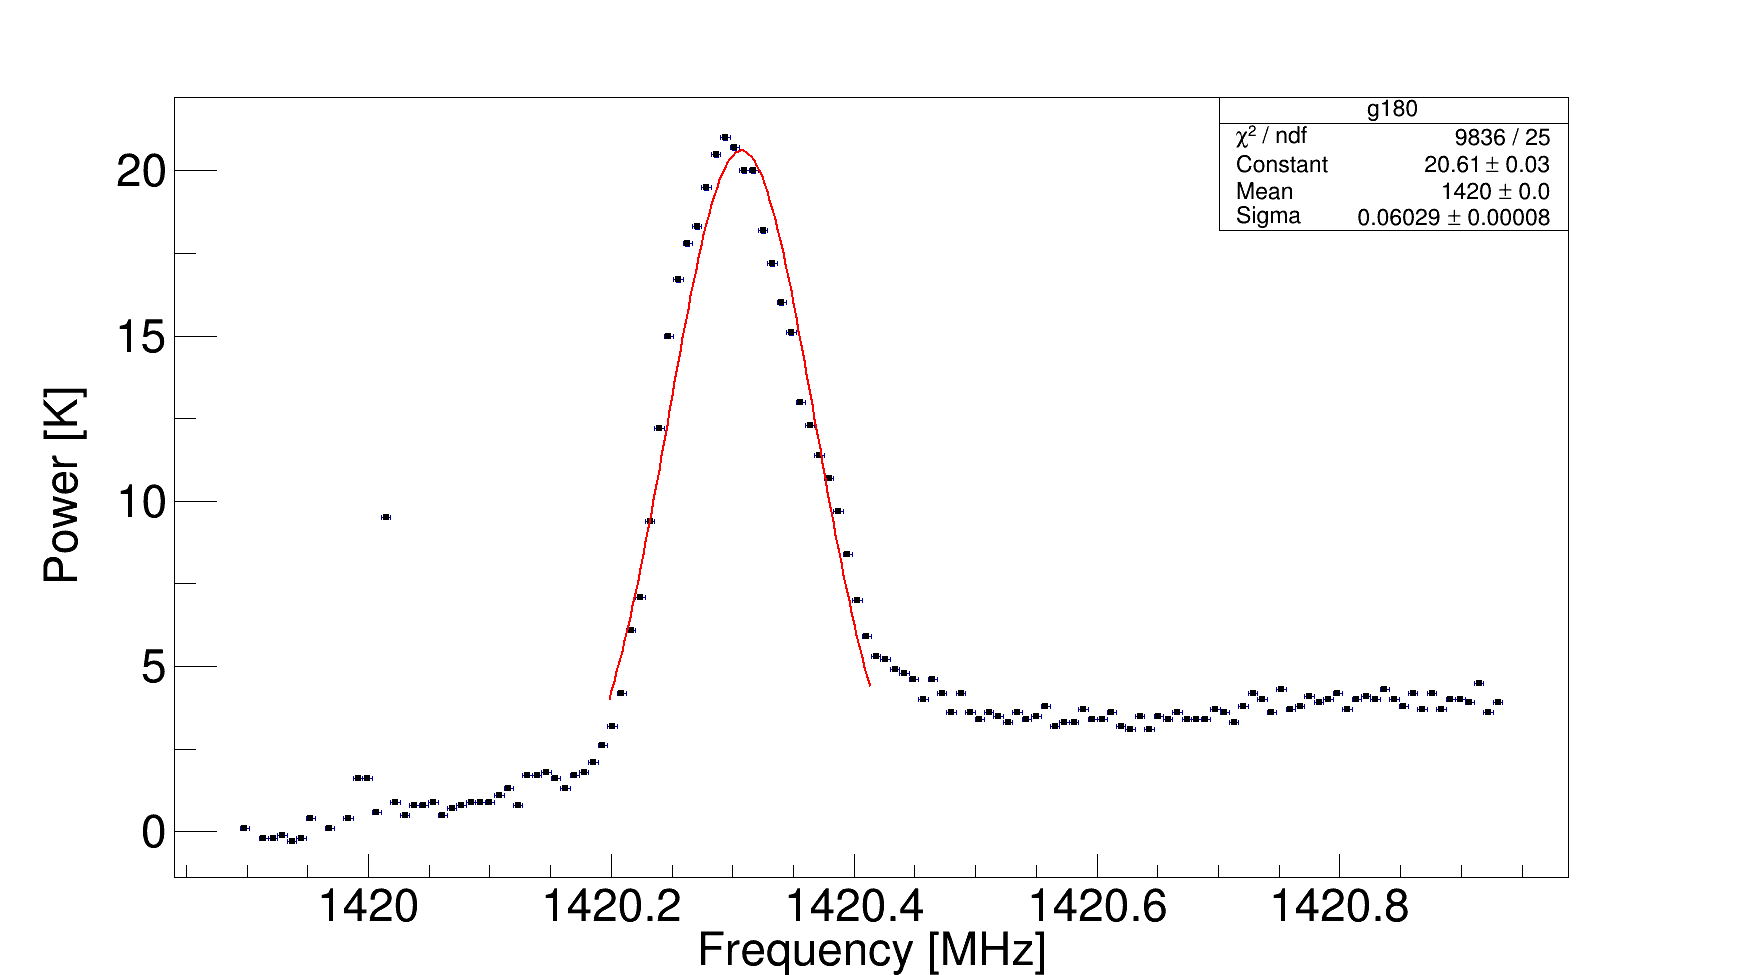 g180
χ² / ndf 9836 / 25
Constant 20.61 ± 0.03
Mean 1420 ± 0.0
Sigma 0.06029 ± 0.00008
20
15
10
5
0
Power [K]
1420 1420.2 1420.4 1420.6 1420.8
Frequency [MHz]